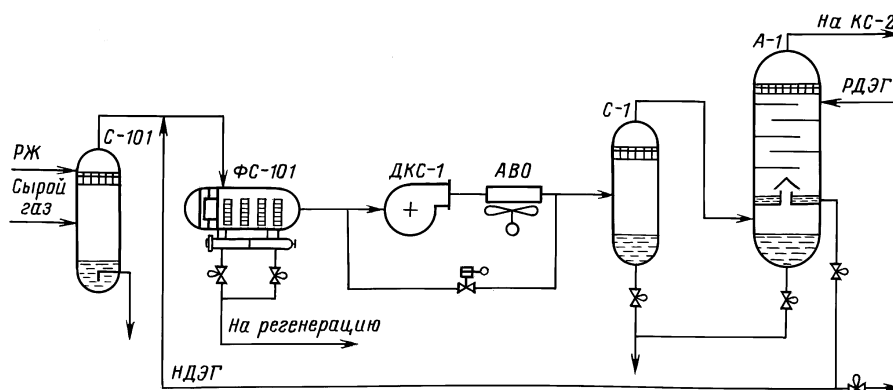 На КС-2
А-1
РДЭГ
С-1
С-101
РЖ
Сырой
газ
ФС-101
ДКС-1
АВО
На регенерацию
НДЭГ